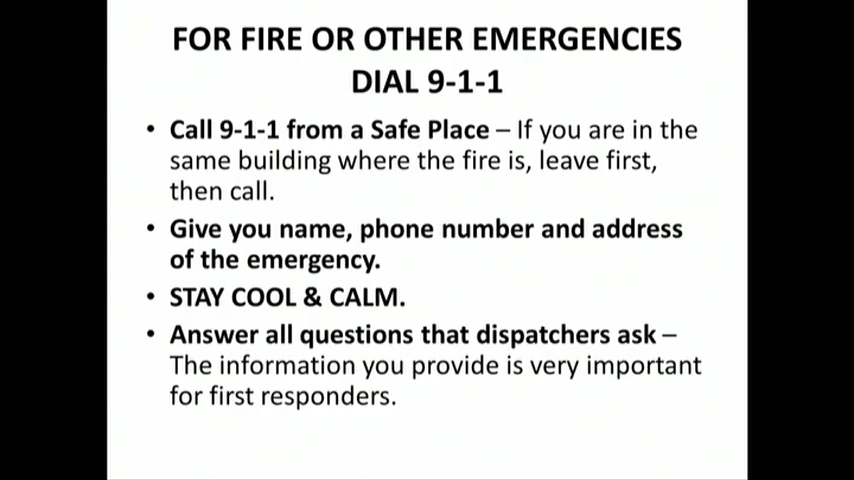 FOR FIRE OR OTHER EMERGENCIES
DIAL 9-1-1
• Call 9-1-1 from a Safe Place – If you are in the
same building where the fire is, leave first,
then call.
• Give you name, phone number and address
of the emergency.
• STAY COOL & CALM.
• Answer all questions that dispatchers ask –
The information you provide is very important
for first responders.